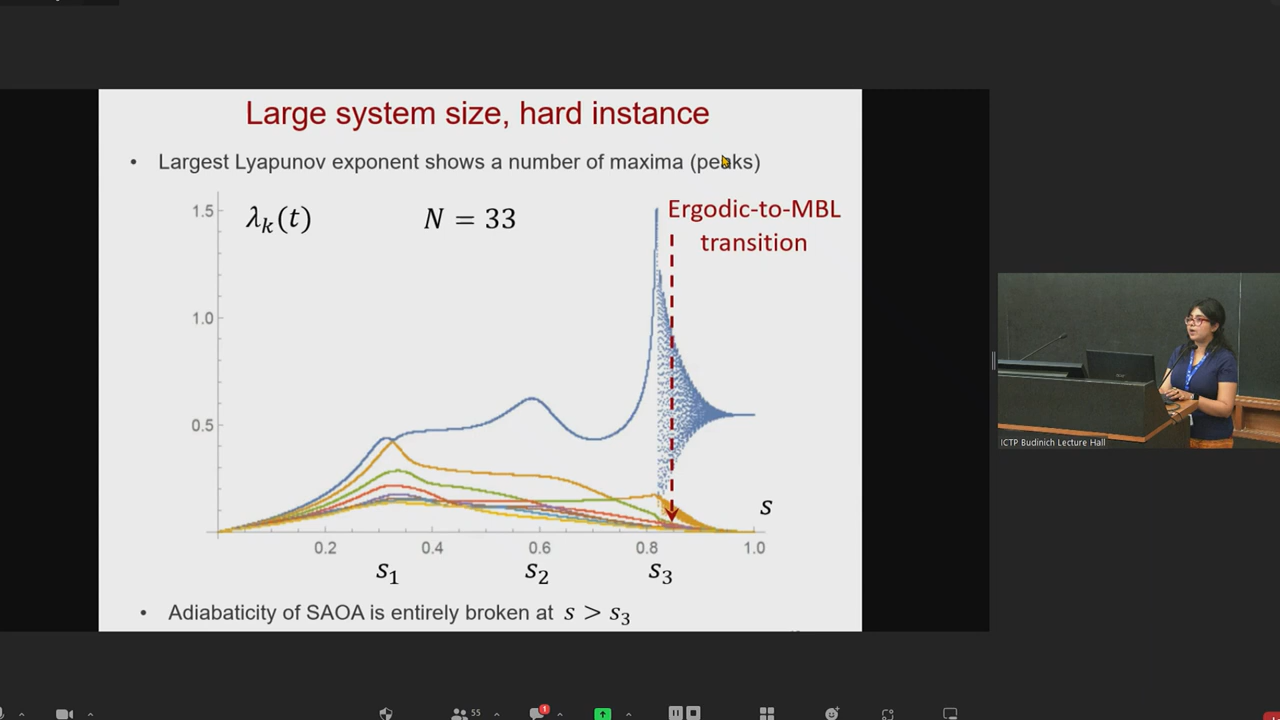 Large system size, hard instance
• Largest Lyapunov exponent shows a number of maxima (peaks)
λₖ(t)
N = 33
Ergodic-to-MBL
transition
1.5
1.0
0.5
s
0.2 0.4 0.6 0.8 1.0
s₁ s₂ s₃
• Adiabaticity of SAOA is entirely broken at s > s₃
ICTP Budinich Lecture Hall
55
1